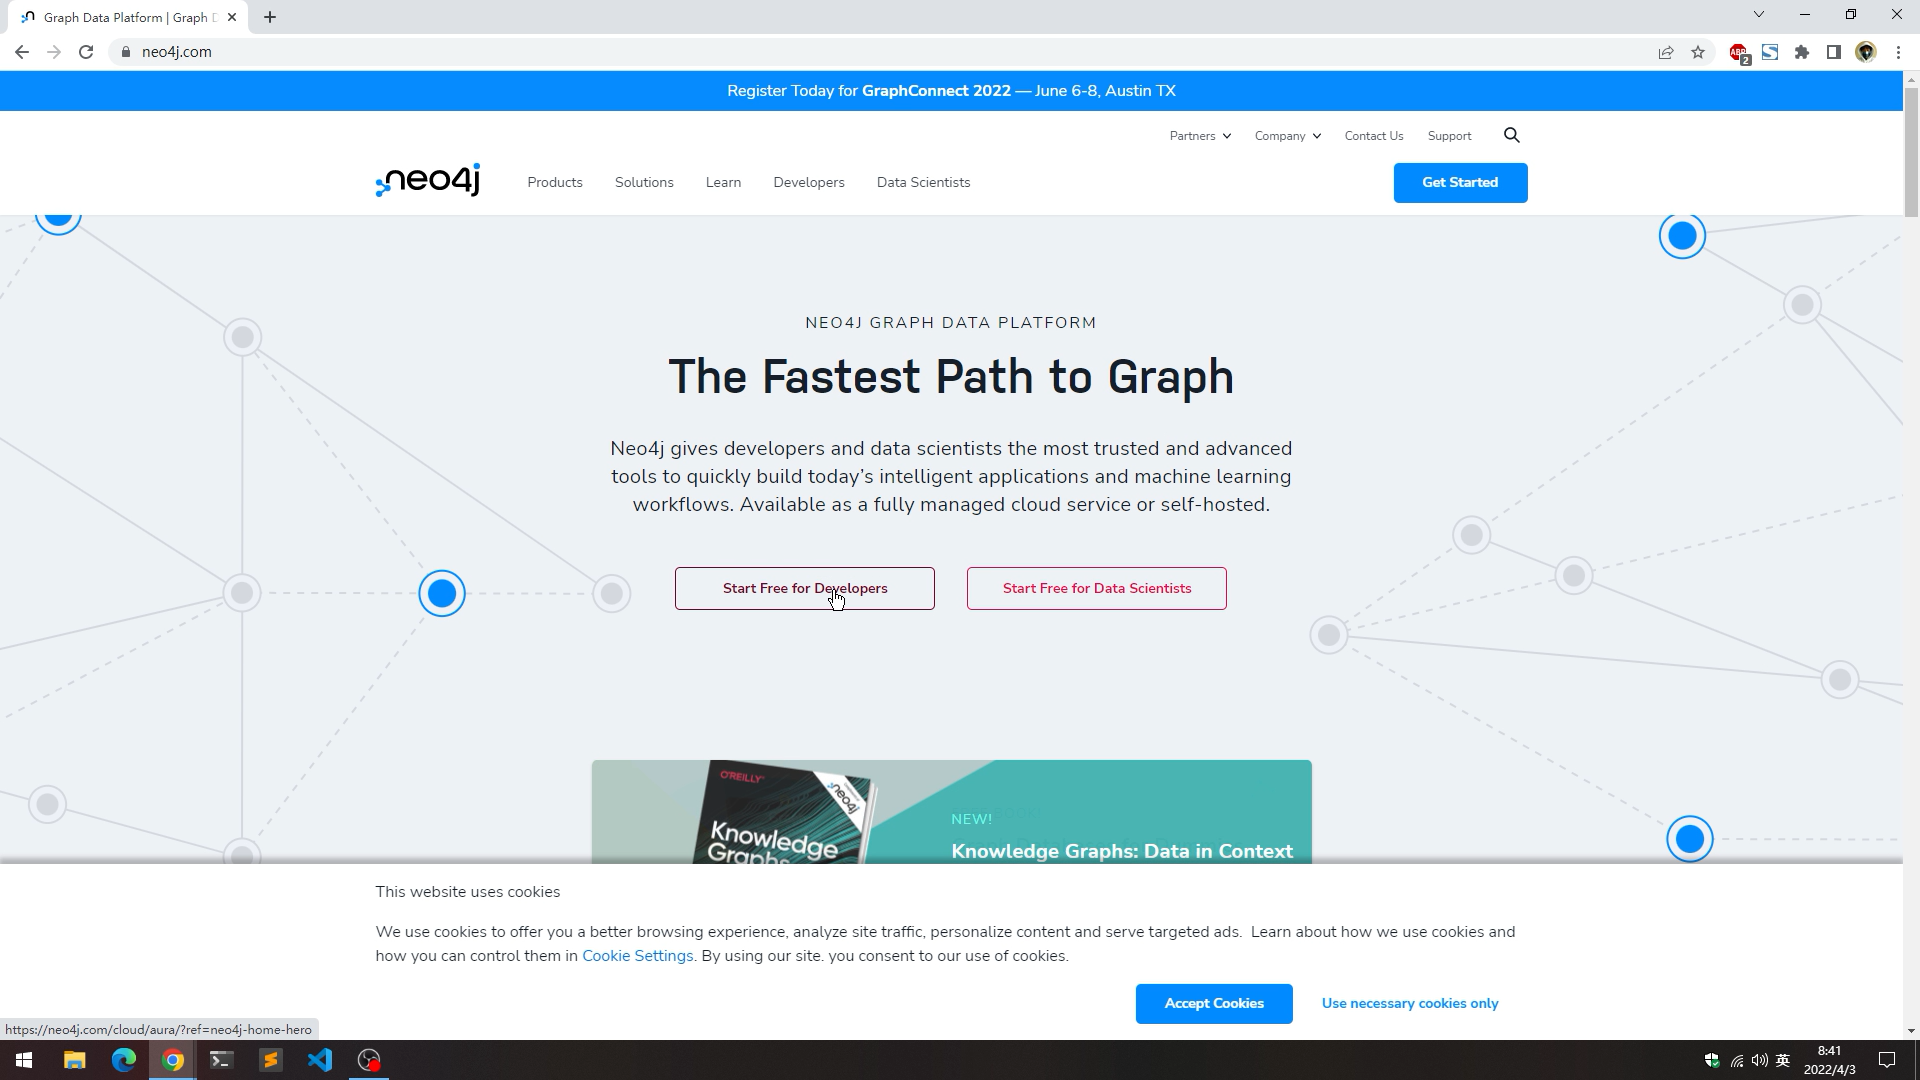 Graph Data Platform | Graph D
neo4j.com
2
Register Today for GraphConnect 2022 — June 6-8, Austin TX
Partners
Company
Contact Us
Support
neo4j
Products
Solutions
Learn
Developers
Data Scientists
Get Started
NEO4J GRAPH DATA PLATFORM
The Fastest Path to Graph
Neo4j gives developers and data scientists the most trusted and advanced
tools to quickly build today’s intelligent applications and machine learning
workflows. Available as a fully managed cloud service or self-hosted.
Start Free for Developers
Start Free for Data Scientists
O'REILLY
neo4j
Knowledge
Graphs
NEW!
Knowledge Graphs: Data in Context
This website uses cookies
We use cookies to offer you a better browsing experience, analyze site traffic, personalize content and serve targeted ads. Learn about how we use cookies and
how you can control them in Cookie Settings. By using our site. you consent to our use of cookies.
Accept Cookies
Use necessary cookies only
https://neo4j.com/cloud/aura/?ref=neo4j-home-hero
英
8:41
2022/4/3